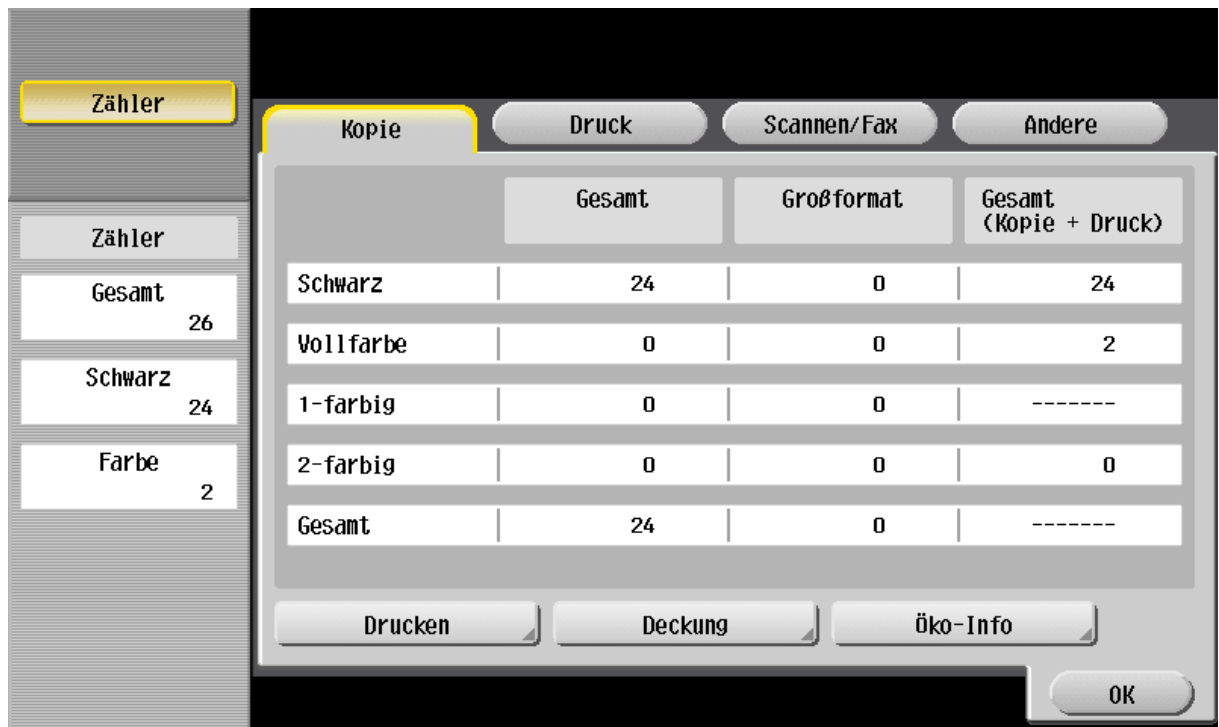 Zähler
Kopie Druck Scannen/Fax Andere
Zähler
Gesamt
26
Schwarz
24
Farbe
2
Gesamt Großformat Gesamt
(Kopie + Druck)
Schwarz 24 0 24
Vollfarbe 0 0 2
1-farbig 0 0 -------
2-farbig 0 0 0
Gesamt 24 0 -------
Drucken Deckung Öko-Info
OK